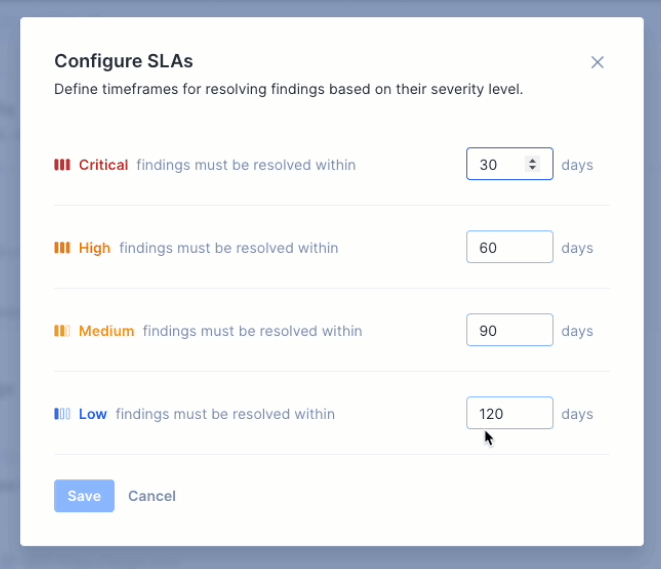 Configure SLAs
Define timeframes for resolving findings based on their severity level.
Critical findings must be resolved within 30 days
High findings must be resolved within 60 days
Medium findings must be resolved within 90 days
Low findings must be resolved within 120 days
Save Cancel